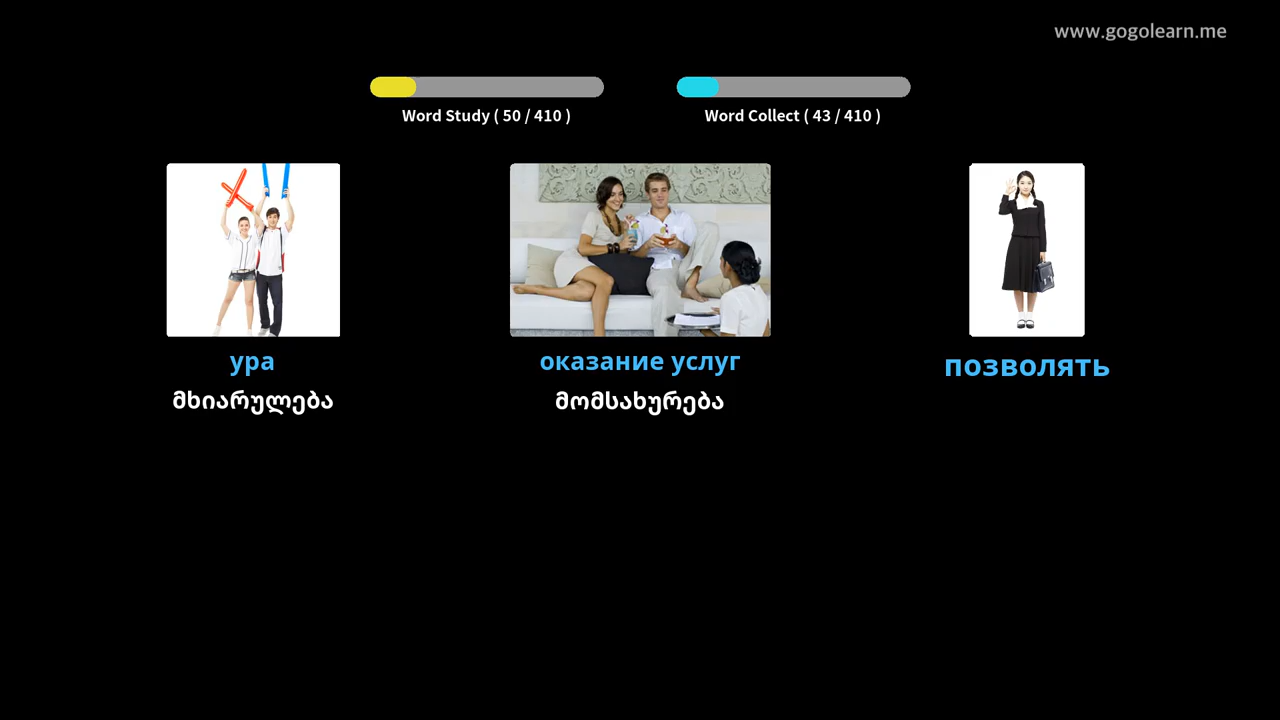 www.gogolearn.me
Word Study ( 50 / 410 )
Word Collect ( 43 / 410 )
ура
მხიარულება
оказание услуг
მომსახურება
позволять